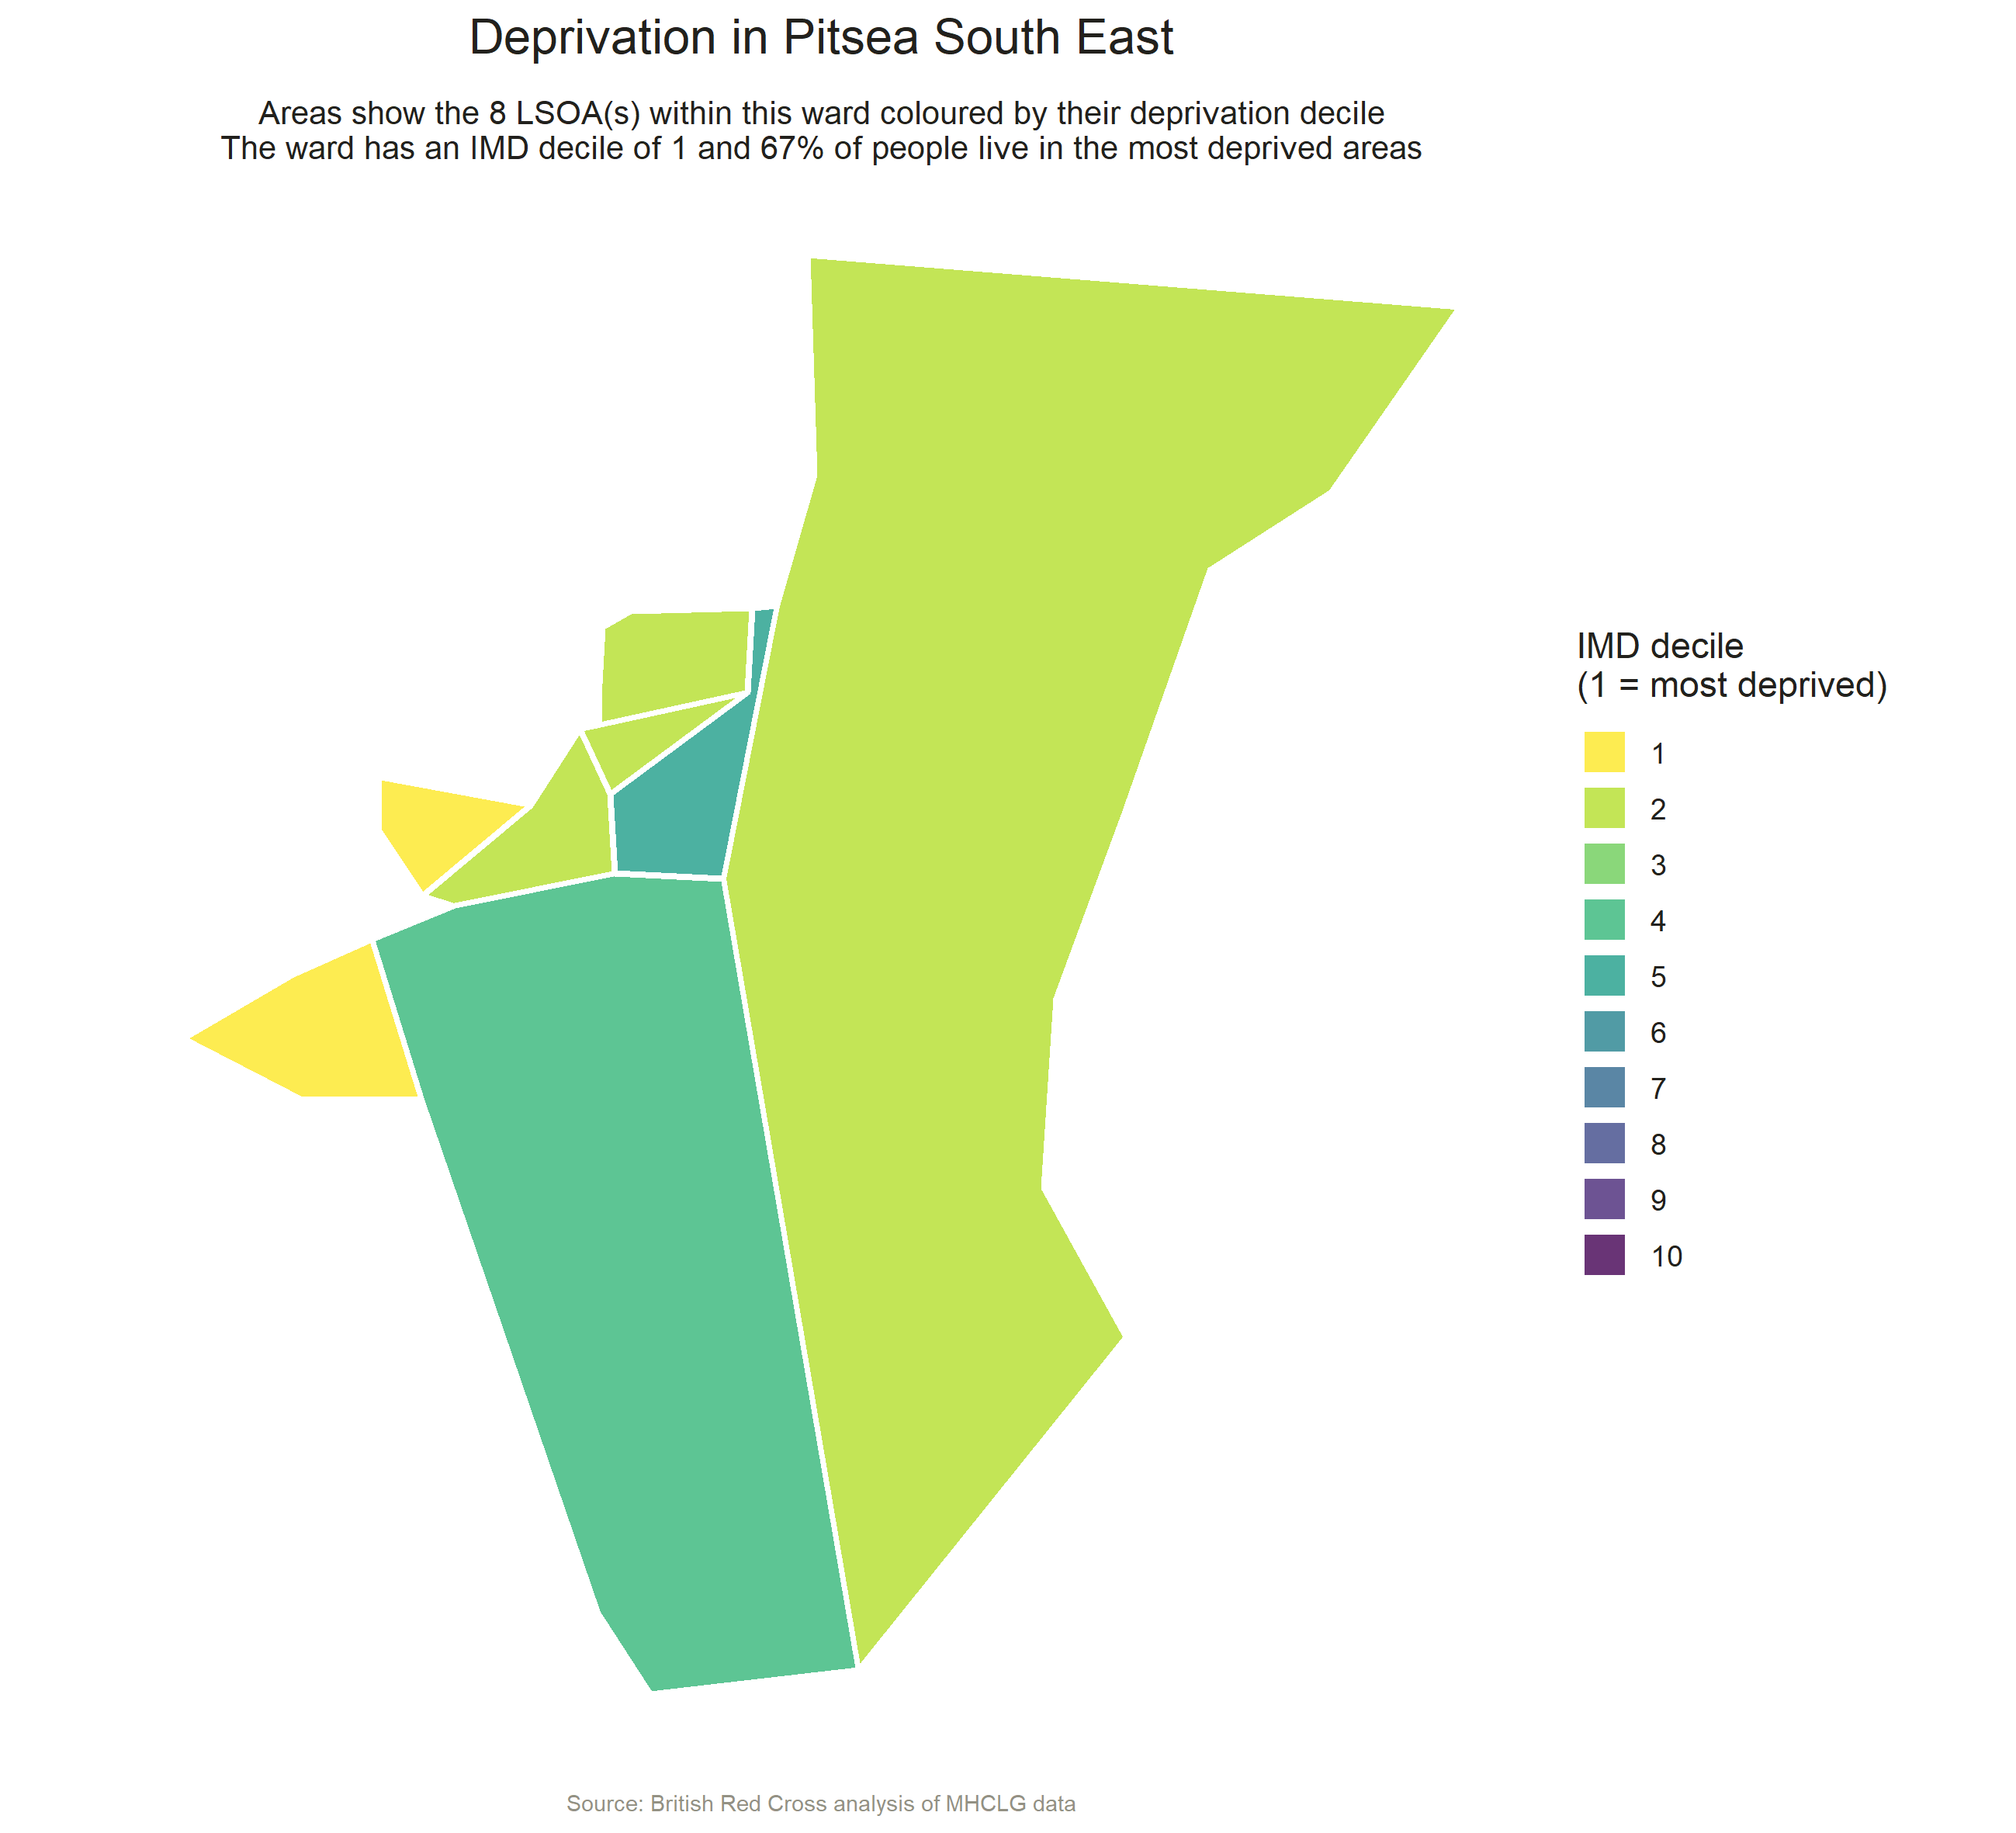 Deprivation in Pitsea South East
Areas show the 8 LSOA(s) within this ward coloured by their deprivation decile
The ward has an IMD decile of 1 and 67% of people live in the most deprived areas
IMD decile
(1 = most deprived)
1
2
3
4
5
6
7
8
9
10
Source: British Red Cross analysis of MHCLG data